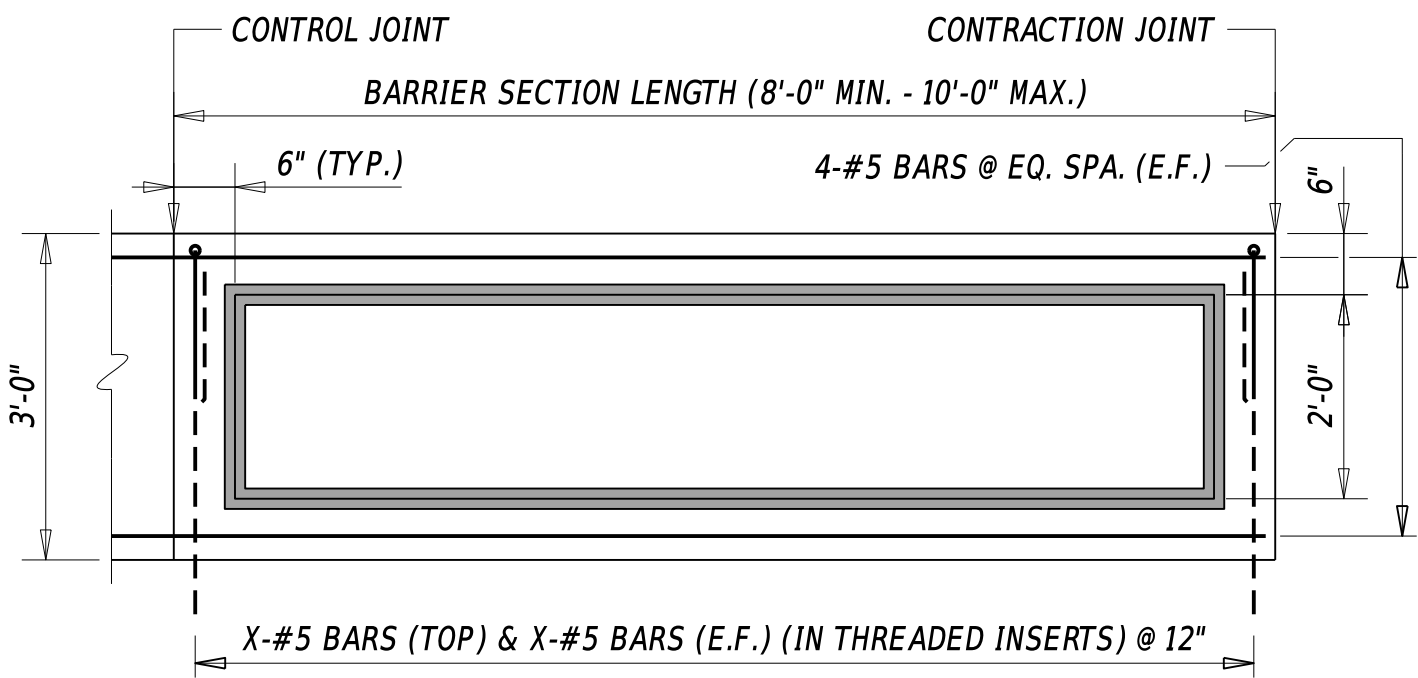 CONTROL JOINT
CONTRACTION JOINT
BARRIER SECTION LENGTH (8'-0" MIN. - 10'-0" MAX.)
6" (TYP.)
4-#5 BARS @ EQ. SPA. (E.F.)
6"
3'-0"
2'-0"
X-#5 BARS (TOP) & X-#5 BARS (E.F.) (IN THREADED INSERTS) @ 12"